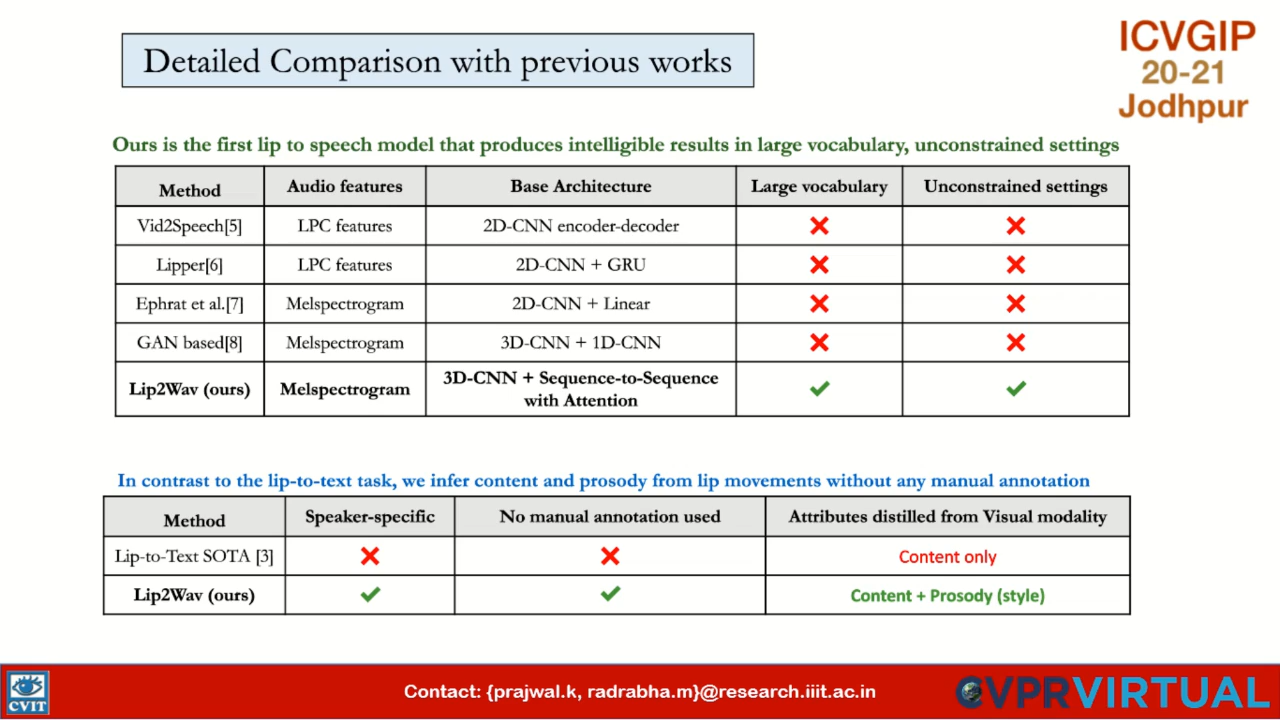 Detailed Comparison with previous works
ICVGIP
20-21
Jodhpur
Ours is the first lip to speech model that produces intelligible results in large vocabulary, unconstrained settings
Method Audio features Base Architecture Large vocabulary Unconstrained settings
Vid2Speech[5] LPC features 2D-CNN encoder-decoder ❌ ❌
Lipper[6] LPC features 2D-CNN + GRU ❌ ❌
Ephrat et al.[7] Melspectrogram 2D-CNN + Linear ❌ ❌
GAN based[8] Melspectrogram 3D-CNN + 1D-CNN ❌ ❌
Lip2Wav (ours) Melspectrogram 3D-CNN + Sequence-to-Sequence
with Attention ✔ ✔
In contrast to the lip-to-text task, we infer content and prosody from lip movements without any manual annotation
Method Speaker-specific No manual annotation used Attributes distilled from Visual modality
Lip-to-Text SOTA [3] ❌ ❌ Content only
Lip2Wav (ours) ✔ ✔ Content + Prosody (style)
CVIT
Contact: {prajwal.k, radrabha.m}@research.iiit.ac.in
CVPRVIRTUAL